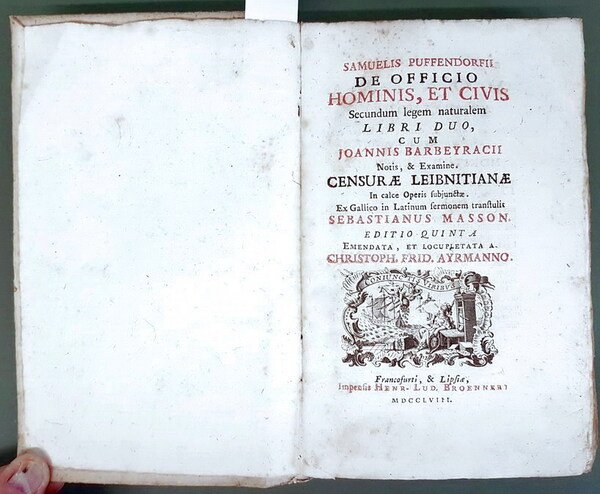 SAMUELIS PUFFENDORFII
DE OFFICIO
HOMINIS, ET CIVIS
Secundum legem naturalem
LIBRI DUO,
CUM
JOANNIS BARBEYRACII
Notis, & Examine.
CENSURÆ LEIBNITIANÆ
In calce Operis subjunctæ.
Ex Gallico in Latinum sermonem transtulit
SEBASTIANUS MASSON.
EDITIO QUINTA
EMENDATA, ET LOCUPLETATA A.
CHRISTOPH. FRID. AYRMANNO.
CONJUNCTIS VIRIBUS
Francofurti, & Lipsiæ,
Impensis HENR. LUD. BROENNERI
MDCCLVIII.